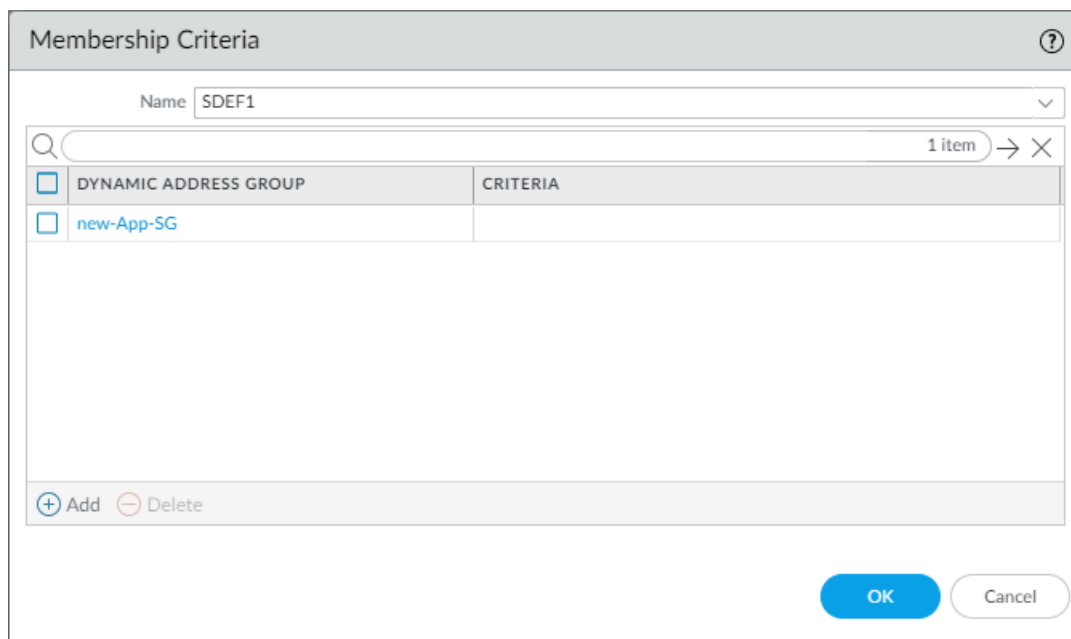 Membership Criteria
Name SDEF1
1 item
DYNAMIC ADDRESS GROUP CRITERIA
new-App-SG
Add Delete
OK Cancel